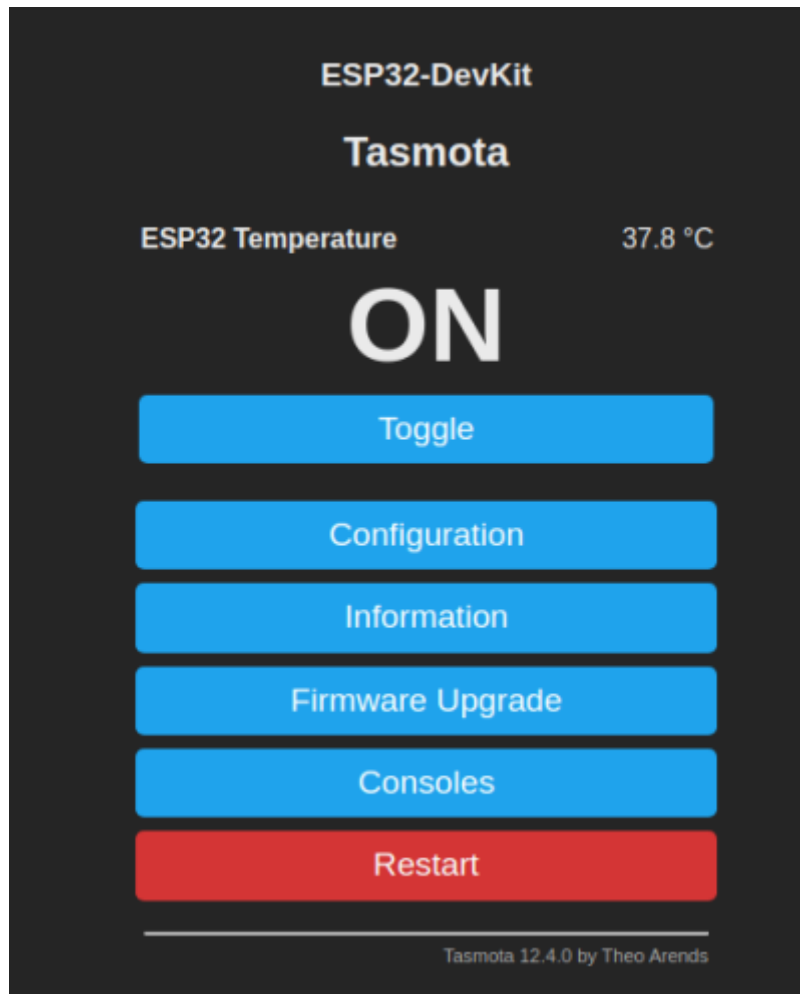 ESP32-DevKit
Tasmota
ESP32 Temperature 37.8 °C
ON
Toggle
Configuration
Information
Firmware Upgrade
Consoles
Restart
Tasmota 12.4.0 by Theo Arends